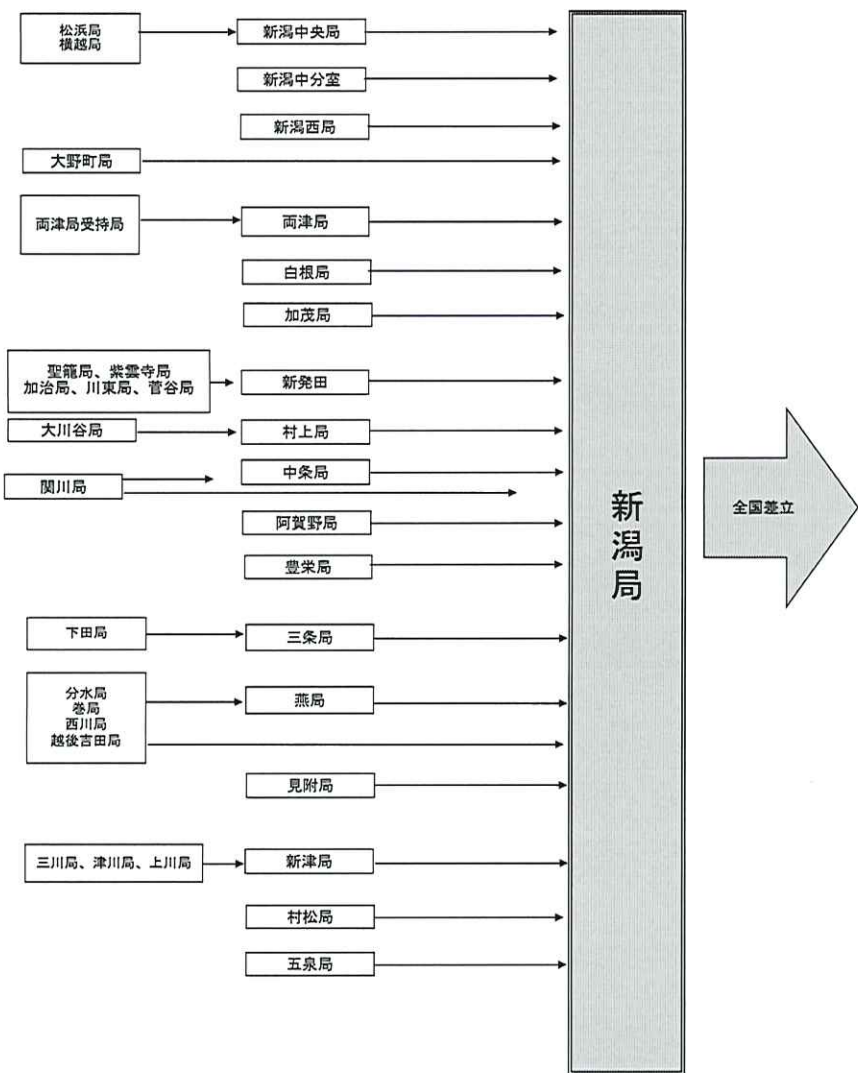 松浜局
横越局
新潟中央局
新潟中分室
新潟西局
大野町局
両津局受持局
両津局
白根局
加茂局
聖籠局、紫雲寺局
加治局、川東局、菅谷局
新発田
大川谷局
村上局
中条局
関川局
阿賀野局
豊栄局
下田局
三条局
分水局
巻局
西川局
越後吉田局
燕局
見附局
三川局、津川局、上川局
新津局
村松局
五泉局
新潟局
全国差立